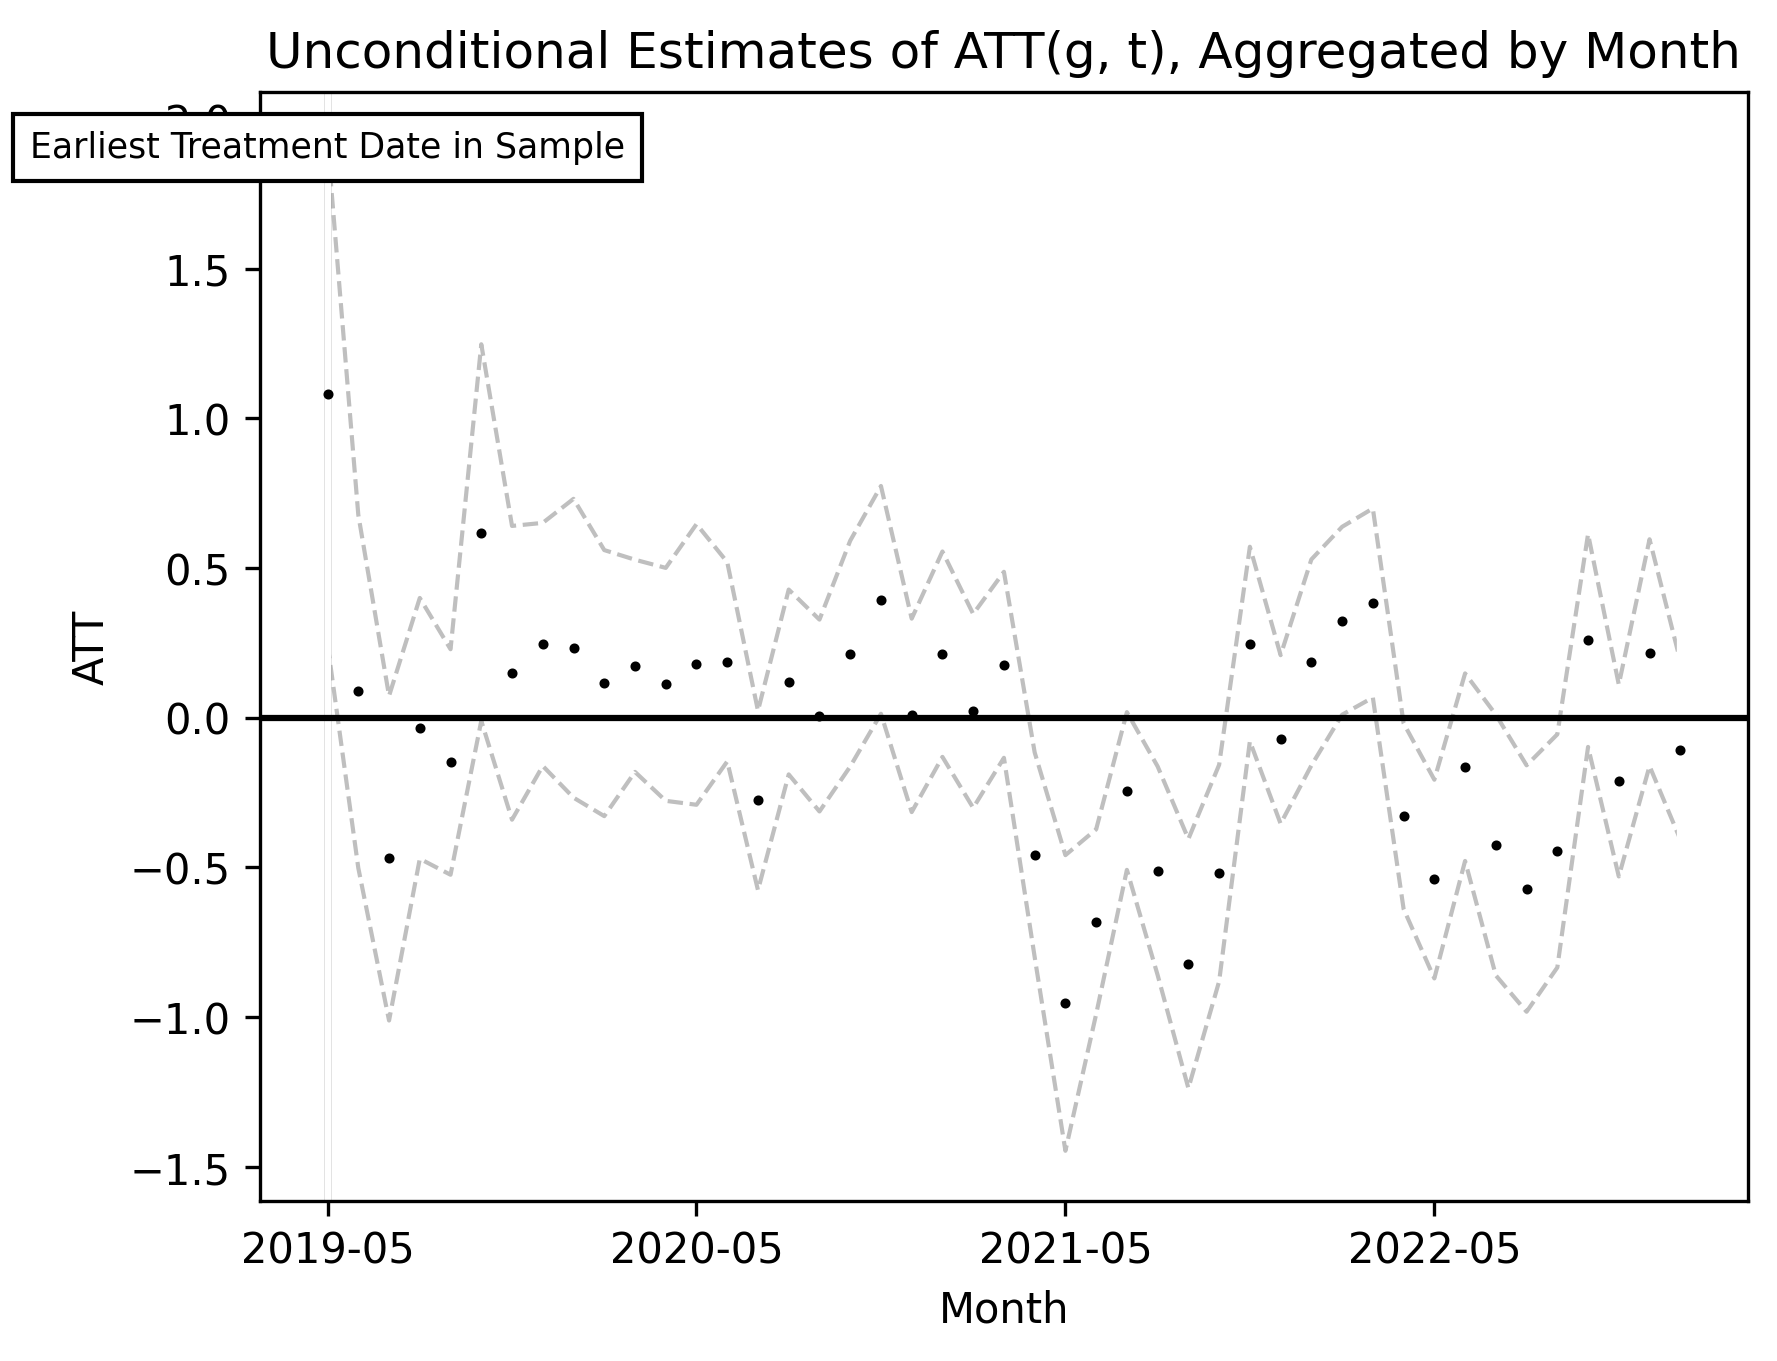 Unconditional Estimates of ATT(g, t), Aggregated by Month
Earliest Treatment Date in Sample
1.5
1.0
0.5
0.0
−0.5
−1.0
−1.5
ATT
2019-05 2020-05 2021-05 2022-05
Month